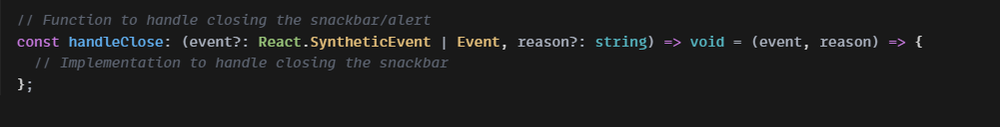 // Function to handle closing the snackbar/alert
const handleClose: (event?: React.SyntheticEvent | Event, reason?: string) => void = (event, reason) => {
  // Implementation to handle closing the snackbar
};